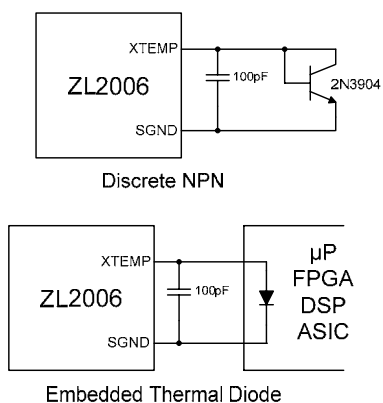 XTEMP
ZL2006
100pF
2N3904
SGND
Discrete NPN
XTEMP
µP
FPGA
ZL2006
100pF
DSP
ASIC
SGND
Embedded Thermal Diode